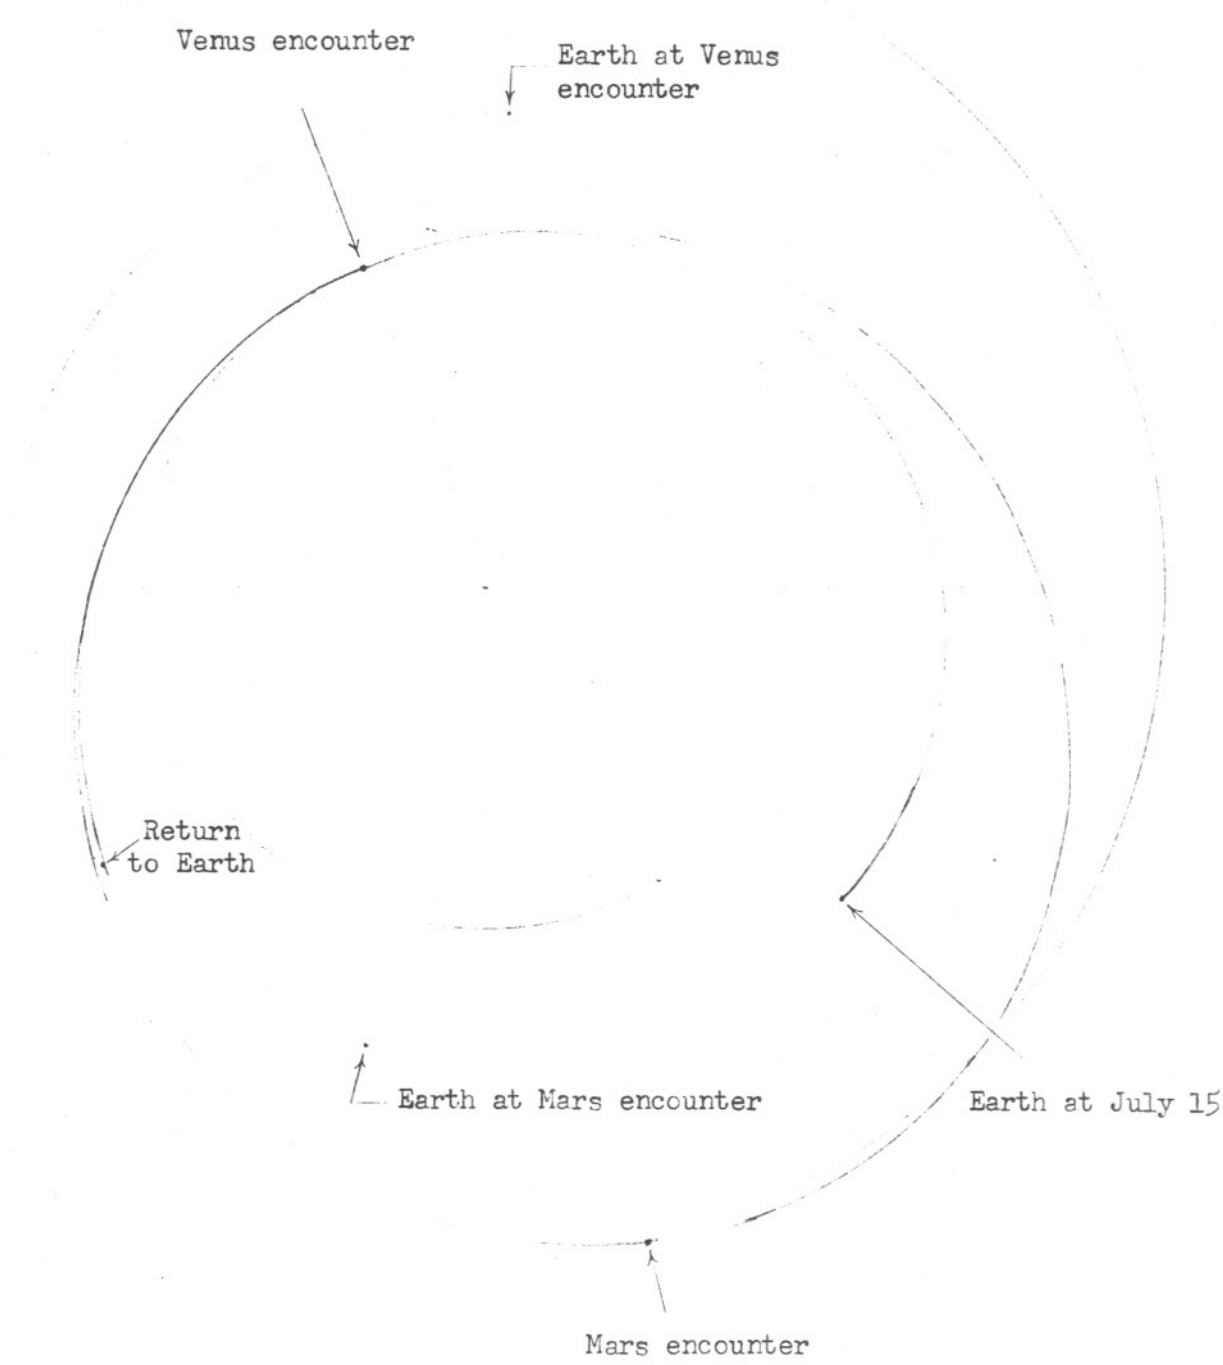 Venus encounter
Earth at Venus
encounter
Return
to Earth
Earth at Mars encounter
Earth at July 15
Mars encounter